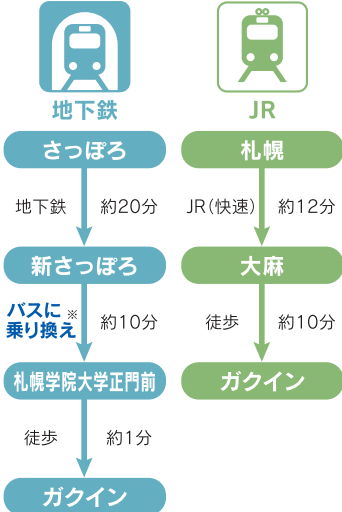 地下鉄
さっぽろ
地下鉄 約20分
新さっぽろ
バスに※
乗り換え 約10分
札幌学院大学正門前
徒歩 約1分
ガクイン
JR
札幌
JR（快速） 約12分
大麻
徒歩 約10分
ガクイン